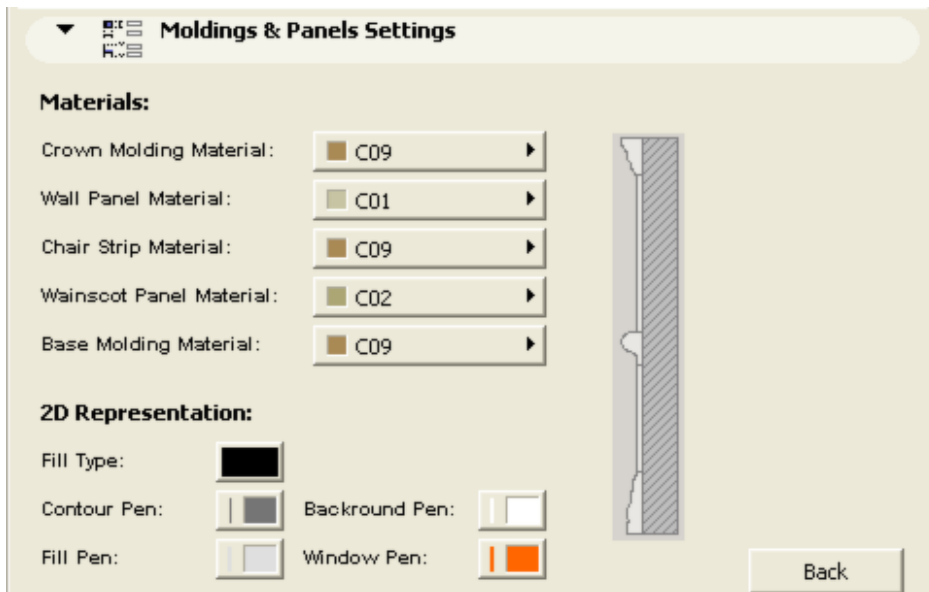 Moldings & Panels Settings
Materials:
Crown Molding Material: C09
Wall Panel Material: C01
Chair Strip Material: C09
Wainscot Panel Material: C02
Base Molding Material: C09
2D Representation:
Fill Type:
Contour Pen: Backround Pen:
Fill Pen: Window Pen:
Back